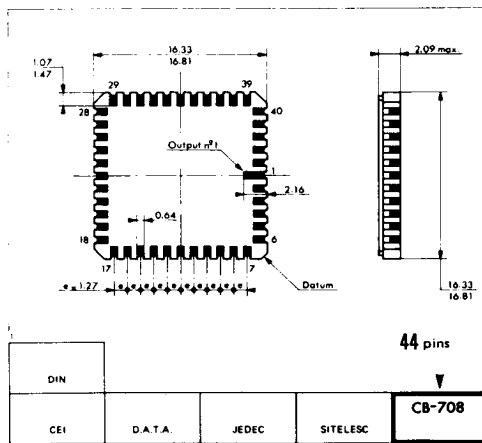 16.33
16.81
2.09 max.
1.07
1.47
29
39
28
40
Output nº1
1
2.16
0.64
18
6
17
7
e = 1.27
e e e e e e e e e e
Datum
16.33
16.81
44 pins
DIN
CEI
D.A.T.A.
JEDEC
SITELESC
CB-708